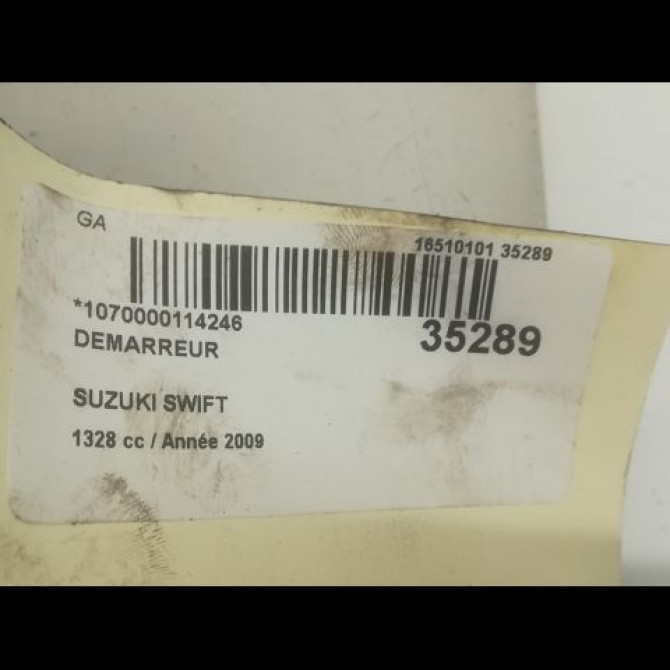 GA
16510101 35289
*1070000114246
35289
DEMARREUR
SUZUKI SWIFT
1328 cc / Année 2009